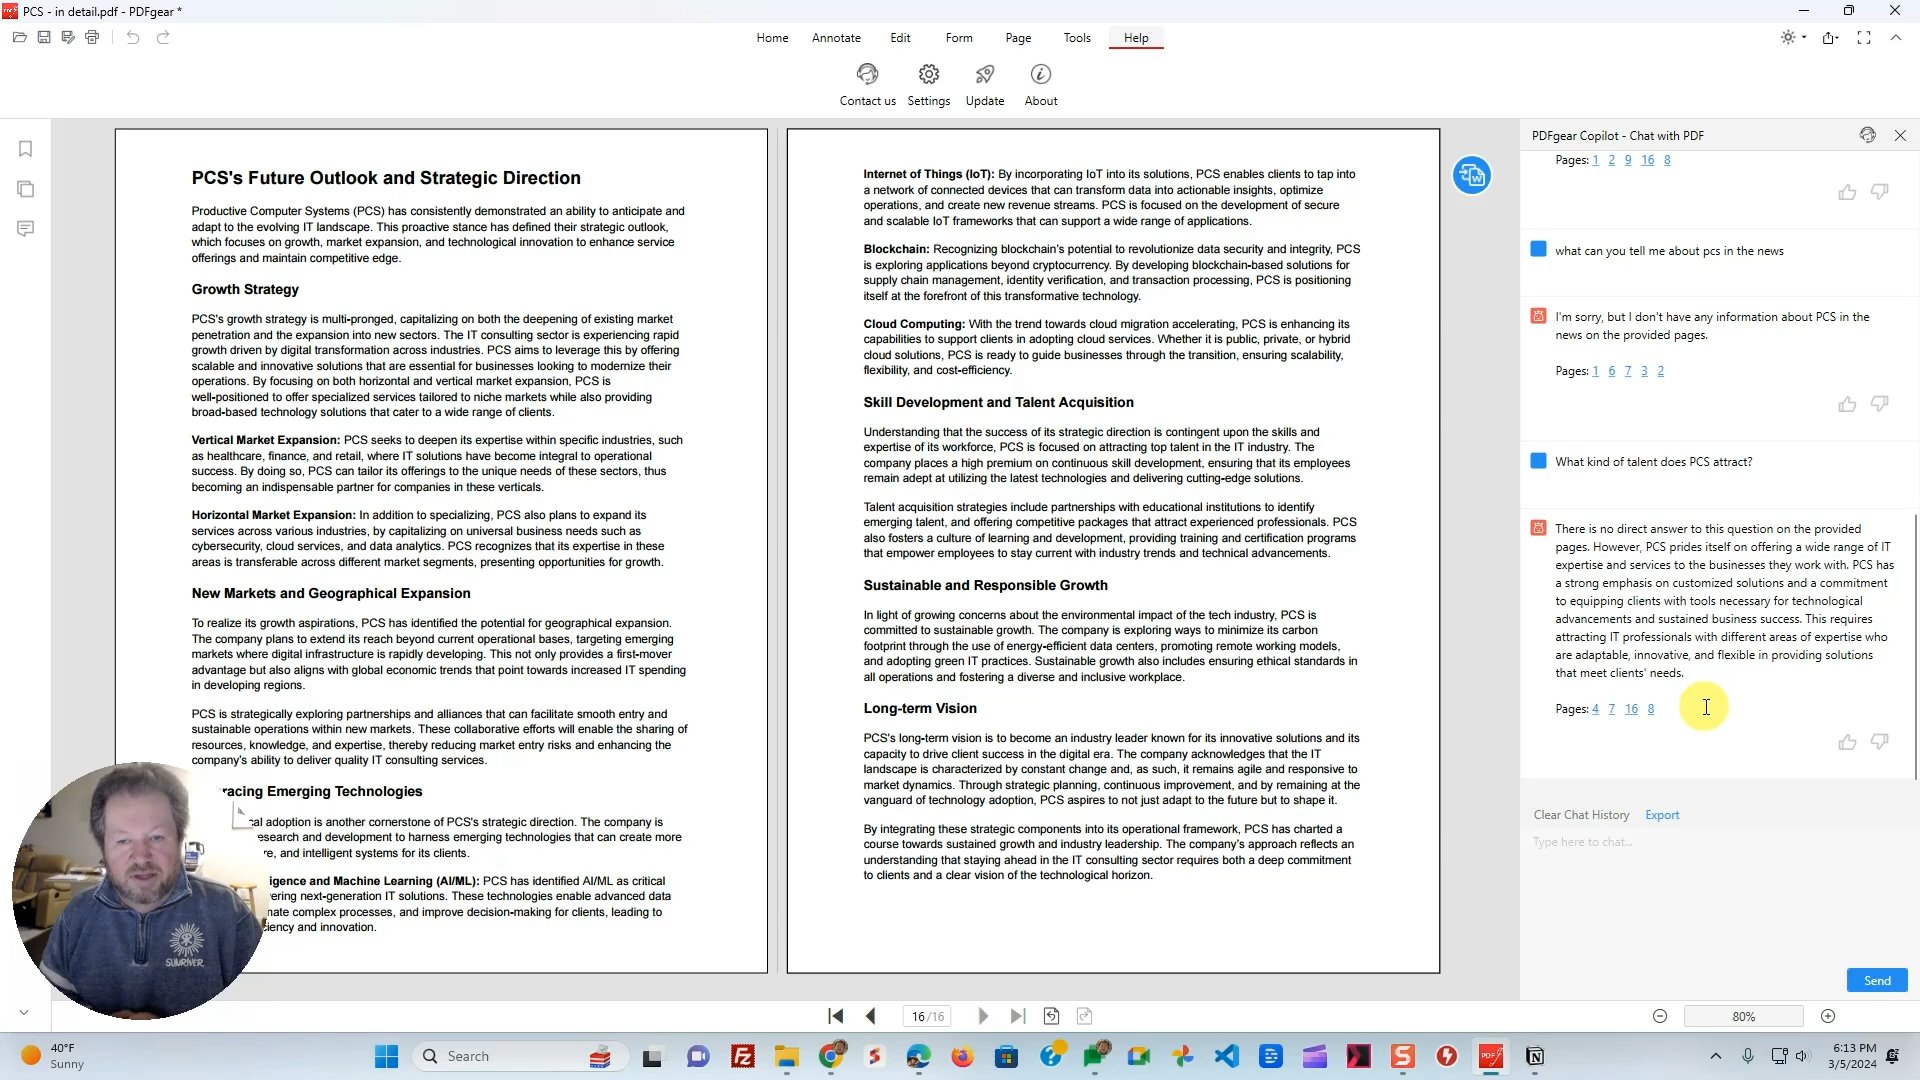 PCS - in detail.pdf - PDFgear *
Home Annotate Edit Form Page Tools Help
Contact us Settings Update About
PCS's Future Outlook and Strategic Direction
Productive Computer Systems (PCS) has consistently demonstrated an ability to anticipate and
adapt to the evolving IT landscape. This proactive stance has defined their strategic outlook,
which focuses on growth, market expansion, and technological innovation to enhance service
offerings and maintain competitive edge.
Growth Strategy
PCS's growth strategy is multi-pronged, capitalizing on both the deepening of existing market
penetration and the expansion into new sectors. The IT consulting sector is experiencing rapid
growth driven by digital transformation across industries. PCS aims to leverage this by offering
scalable and innovative solutions that are essential for businesses looking to modernize their
operations. By focusing on both horizontal and vertical market expansion, PCS is
well-positioned to offer specialized services tailored to niche markets while also providing
broad-based technology solutions that cater to a wide range of clients.
Vertical Market Expansion: PCS seeks to deepen its expertise within specific industries, such
as healthcare, finance, and retail, where IT solutions have become integral to operational
success. By doing so, PCS can tailor its offerings to the unique needs of these sectors, thus
becoming an indispensable partner for companies in these verticals.
Horizontal Market Expansion: In addition to specializing, PCS also plans to expand its
services across various industries, by capitalizing on universal business needs such as
cybersecurity, cloud services, and data analytics. PCS recognizes that its expertise in these
areas is transferable across different market segments, presenting opportunities for growth.
New Markets and Geographical Expansion
To realize its growth aspirations, PCS has identified the potential for geographical expansion.
The company plans to extend its reach beyond current operational bases, targeting emerging
markets where digital infrastructure is rapidly developing. This not only provides a first-mover
advantage but also aligns with global economic trends that point towards increased IT spending
in developing regions.
PCS is strategically exploring partnerships and alliances that can facilitate smooth entry and
sustainable operations within new markets. These collaborative efforts will enable the sharing of
resources, knowledge, and expertise, thereby reducing market entry risks and enhancing the
company's ability to deliver quality IT consulting services.
racing Emerging Technologies
cal adoption is another cornerstone of PCS's strategic direction. The company is
esearch and development to harness emerging technologies that can create more
re, and intelligent systems for its clients.
igence and Machine Learning (AI/ML): PCS has identified AI/ML as critical
ering next-generation IT solutions. These technologies enable advanced data
mate complex processes, and improve decision-making for clients, leading to
iency and innovation.
SUNRIVER
Internet of Things (IoT): By incorporating IoT into its solutions, PCS enables clients to tap into
a network of connected devices that can transform data into actionable insights, optimize
operations, and create new revenue streams. PCS is focused on the development of secure
and scalable IoT frameworks that can support a wide range of applications.
Blockchain: Recognizing blockchain's potential to revolutionize data security and integrity, PCS
is exploring applications beyond cryptocurrency. By developing blockchain-based solutions for
supply chain management, identity verification, and transaction processing, PCS is positioning
itself at the forefront of this transformative technology.
Cloud Computing: With the trend towards cloud migration accelerating, PCS is enhancing its
capabilities to support clients in adopting cloud services. Whether it is public, private, or hybrid
cloud solutions, PCS is ready to guide businesses through the transition, ensuring scalability,
flexibility, and cost-efficiency.
Skill Development and Talent Acquisition
Understanding that the success of its strategic direction is contingent upon the skills and
expertise of its workforce, PCS is focused on attracting top talent in the IT industry. The
company places a high premium on continuous skill development, ensuring that its employees
remain adept at utilizing the latest technologies and delivering cutting-edge solutions.
Talent acquisition strategies include partnerships with educational institutions to identify
emerging talent, and offering competitive packages that attract experienced professionals. PCS
also fosters a culture of learning and development, providing training and certification programs
that empower employees to stay current with industry trends and technical advancements.
Sustainable and Responsible Growth
In light of growing concerns about the environmental impact of the tech industry, PCS is
committed to sustainable growth. The company is exploring ways to minimize its carbon
footprint through the use of energy-efficient data centers, promoting remote working models,
and adopting green IT practices. Sustainable growth also includes ensuring ethical standards in
all operations and fostering a diverse and inclusive workplace.
Long-term Vision
PCS's long-term vision is to become an industry leader known for its innovative solutions and its
capacity to drive client success in the digital era. The company acknowledges that the IT
landscape is characterized by constant change and, as such, it remains agile and responsive to
market dynamics. Through strategic planning, continuous improvement, and by remaining at the
vanguard of technology adoption, PCS aspires to not just adapt to the future but to shape it.
By integrating these strategic components into its operational framework, PCS has charted a
course towards sustained growth and industry leadership. The company's approach reflects an
understanding that staying ahead in the IT consulting sector requires both a deep commitment
to clients and a clear vision of the technological horizon.
PDFgear Copilot - Chat with PDF
Pages: 1 2 9 16 8
what can you tell me about pcs in the news
I'm sorry, but I don't have any information about PCS in the
news on the provided pages.
Pages: 1 6 7 3 2
What kind of talent does PCS attract?
There is no direct answer to this question on the provided
pages. However, PCS prides itself on offering a wide range of IT
expertise and services to the businesses they work with. PCS has
a strong emphasis on customized solutions and a commitment
to equipping clients with tools necessary for technological
advancements and sustained business success. This requires
attracting IT professionals with different areas of expertise who
are adaptable, innovative, and flexible in providing solutions
that meet clients' needs.
Pages: 4 7 16 8
Clear Chat History Export
Type here to chat...
Send
16 /16
80%
40°F
Sunny
Search
PDF
6:13 PM
3/5/2024